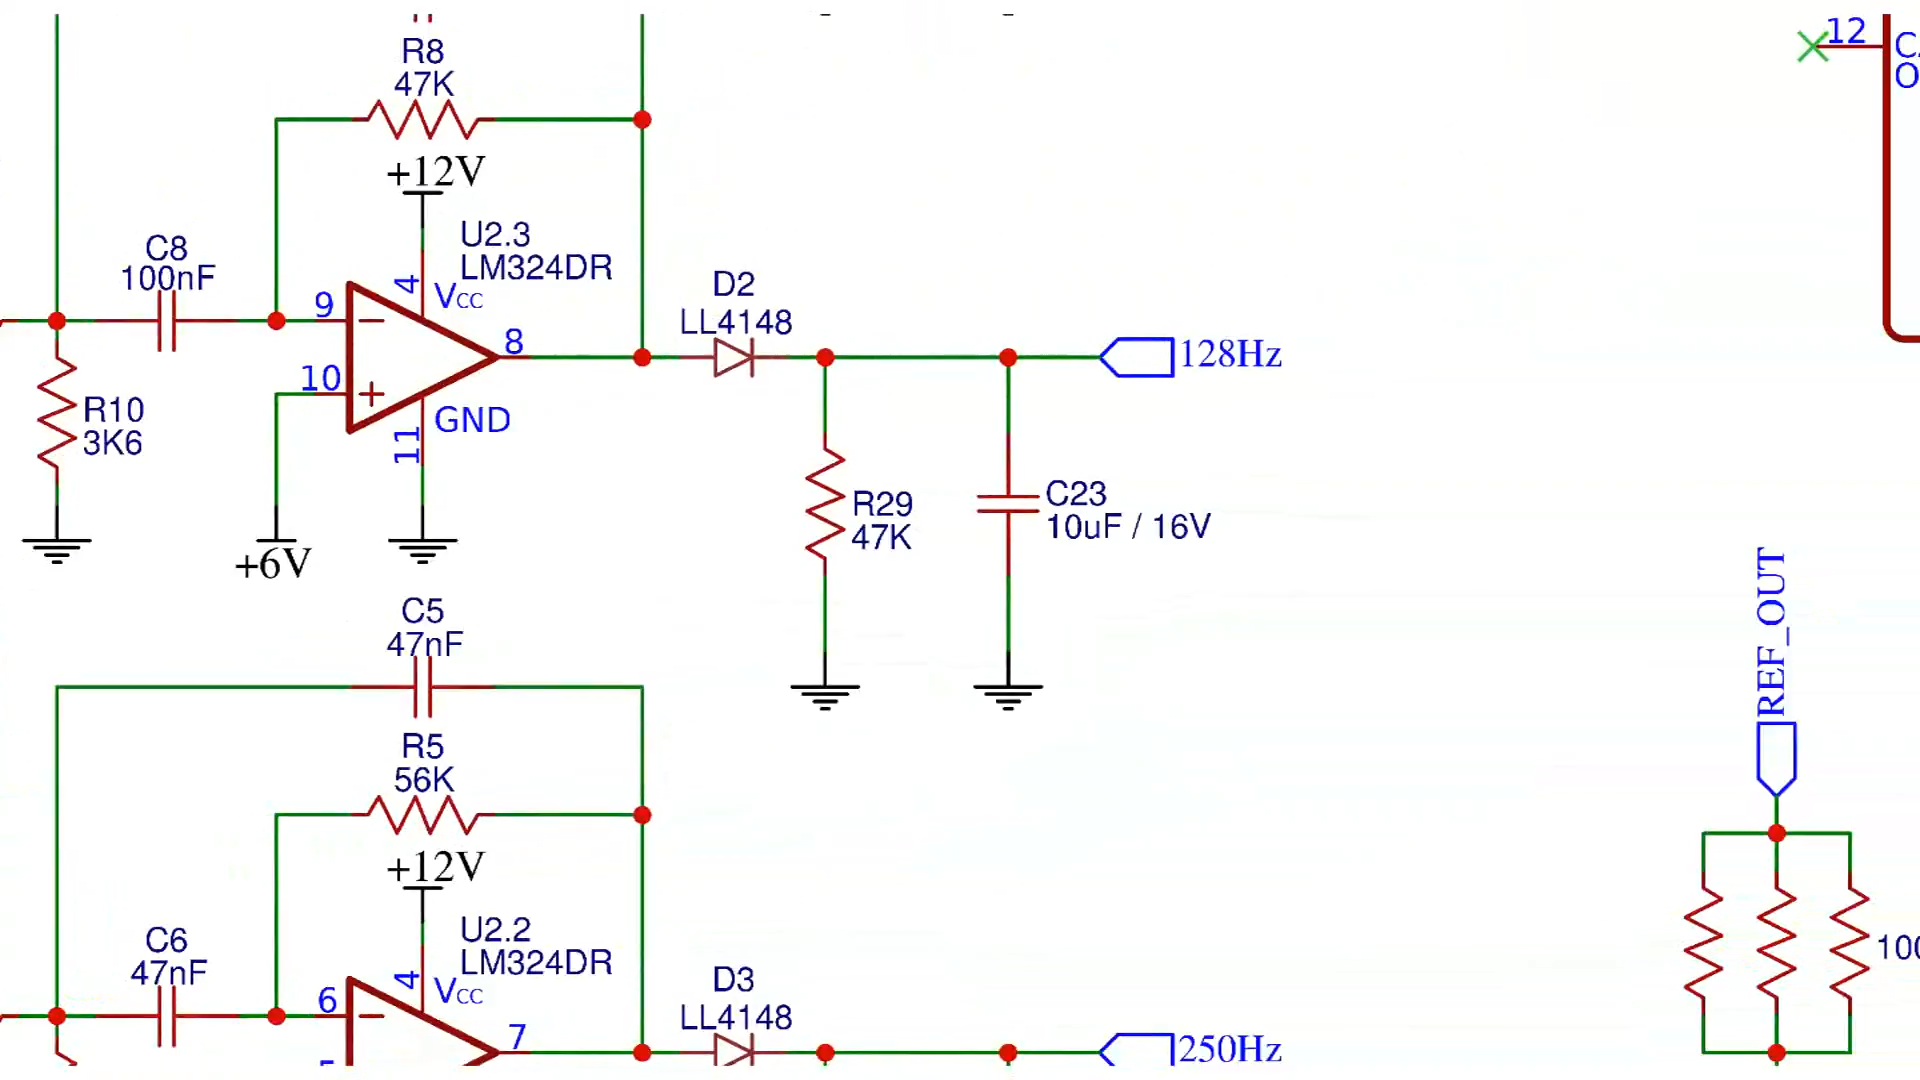 R8
47K
12
+12V
U2.3
LM324DR
C8
100nF
4
VCC
9
D2
LL4148
8
128Hz
10
R10
3K6
GND
11
R29
47K
C23
10uF / 16V
+6V
REF_OUT
C5
47nF
R5
56K
+12V
U2.2
LM324DR
C6
47nF
4
VCC
6
D3
LL4148
7
250Hz